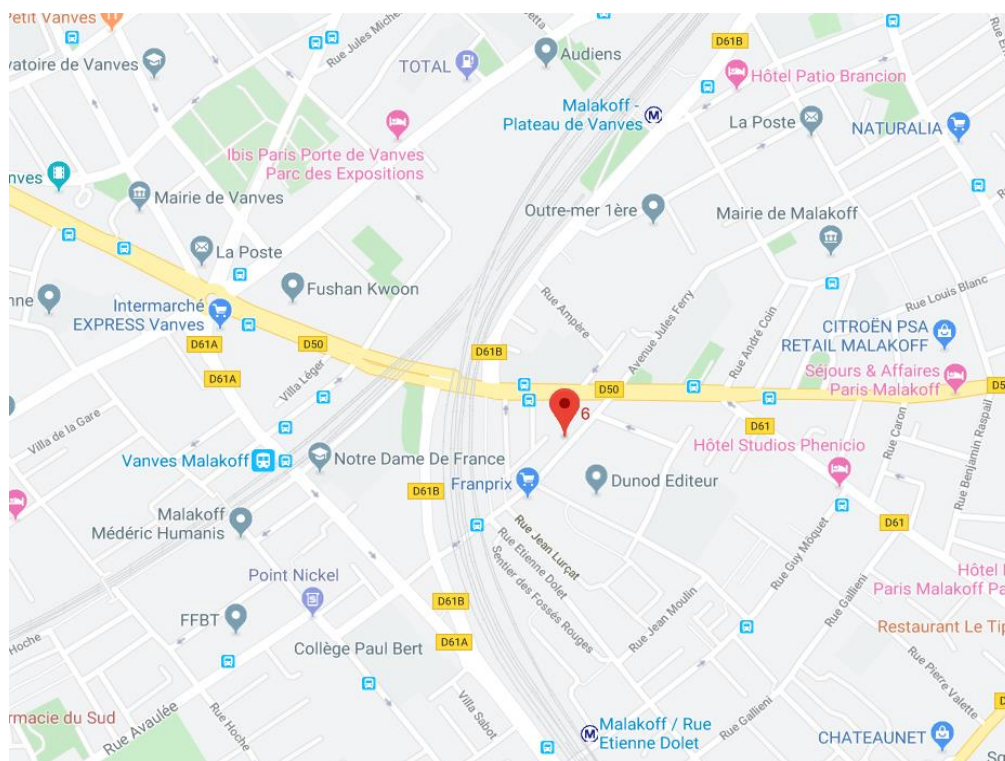 Petit Vanves
Rue Jules Michel
TOTAL
Audiens
D61B
Hôtel Patio Brancion
vatoire de Vanves
Malakoff -
Plateau de Vanves
M
La Poste
NATURALIA
Ibis Paris Porte de Vanves
Parc des Expositions
nves
Mairie de Vanves
Outre-mer 1ère
Mairie de Malakoff
La Poste
Fushan Kwoon
nne
Intermarché
EXPRESS Vanves
Rue Ampère
Avenue Jules Ferry
Rue André Coin
Rue Louis Blanc
CITROËN PSA
RETAIL MALAKOFF
D61A
D50
D61B
Séjours & Affaires
Paris Malakoff
D61A
Villa Léger
D50
D5
6
Villa de la Gare
D61
Rue Caron
Rue Benjamin Raspail
Hôtel Studios Phenicio
Vanves Malakoff
Notre Dame De France
Franprix
Dunod Editeur
D61B
Malakoff
Médéric Humanis
D61
Rue Jean Lurçat
Rue Etienne Dolet
Sentier des Fossés Rouges
Rue Guy Môquet
Rue Gallieni
Point Nickel
Hôtel
Paris Malakoff Pa
FFBT
D61B
Rue Jean Moulin
Restaurant Le Tip
Hoche
Collège Paul Bert
D61A
Rue Pierre Valette
rmacie du Sud
Rue Avaulée
Rue Hoche
Villa Sabot
M
Malakoff / Rue
Etienne Dolet
Rue Gallieni
CHATEAUNET
D
Sq